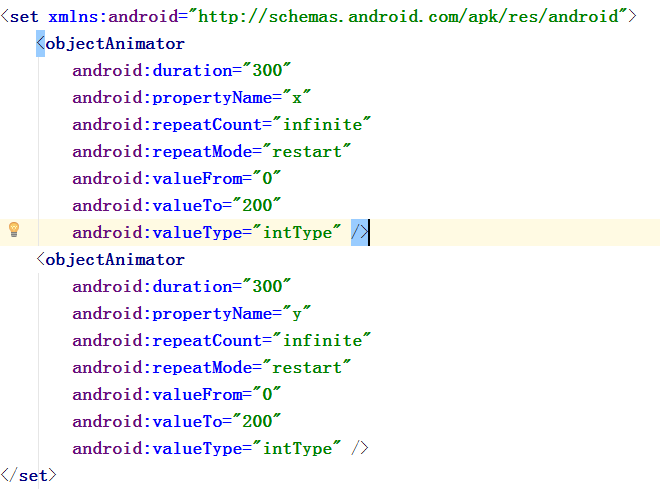 <set xmlns:android="http://schemas.android.com/apk/res/android">
<objectAnimator
android:duration="300"
android:propertyName="x"
android:repeatCount="infinite"
android:repeatMode="restart"
android:valueFrom="0"
android:valueTo="200"
android:valueType="intType" />
<objectAnimator
android:duration="300"
android:propertyName="y"
android:repeatCount="infinite"
android:repeatMode="restart"
android:valueFrom="0"
android:valueTo="200"
android:valueType="intType" />
</set>